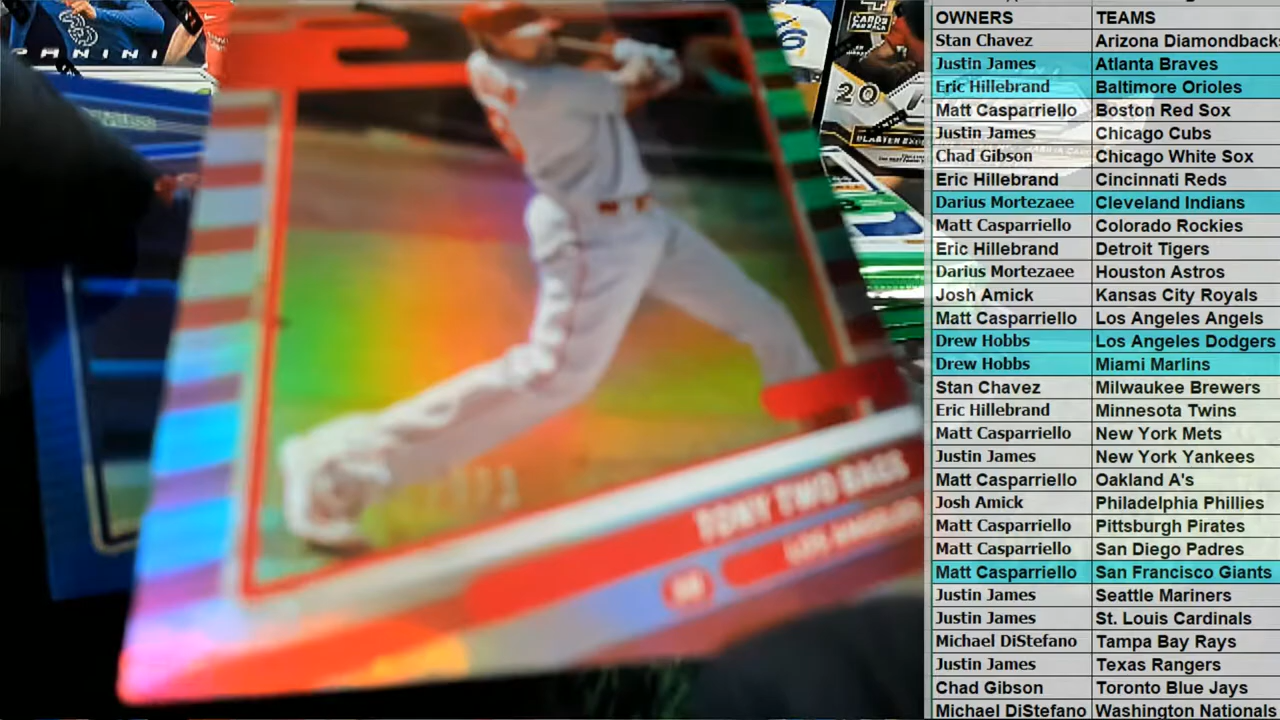 PANINI
20
OWNERS TEAMS
Stan Chavez Arizona Diamondbacks
Justin James Atlanta Braves
Eric Hillebrand Baltimore Orioles
Matt Casparriello Boston Red Sox
Justin James Chicago Cubs
Chad Gibson Chicago White Sox
Eric Hillebrand Cincinnati Reds
Darius Mortezaee Cleveland Indians
Matt Casparriello Colorado Rockies
Eric Hillebrand Detroit Tigers
Darius Mortezaee Houston Astros
Josh Amick Kansas City Royals
Matt Casparriello Los Angeles Angels
Drew Hobbs Los Angeles Dodgers
Drew Hobbs Miami Marlins
Stan Chavez Milwaukee Brewers
Eric Hillebrand Minnesota Twins
Matt Casparriello New York Mets
Justin James New York Yankees
Matt Casparriello Oakland A's
Josh Amick Philadelphia Phillies
Matt Casparriello Pittsburgh Pirates
Matt Casparriello San Diego Padres
Matt Casparriello San Francisco Giants
Justin James Seattle Mariners
Justin James St. Louis Cardinals
Michael DiStefano Tampa Bay Rays
Justin James Texas Rangers
Chad Gibson Toronto Blue Jays
Michael DiStefano Washington Nationals
TONY TWO BAGS
LOS ANGELES